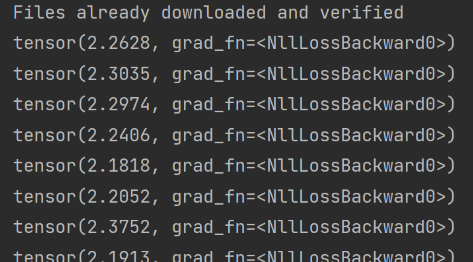 Files already downloaded and verified
tensor(2.2628, grad_fn=<NllLossBackward0>)
tensor(2.3035, grad_fn=<NllLossBackward0>)
tensor(2.2974, grad_fn=<NllLossBackward0>)
tensor(2.2406, grad_fn=<NllLossBackward0>)
tensor(2.1818, grad_fn=<NllLossBackward0>)
tensor(2.2052, grad_fn=<NllLossBackward0>)
tensor(2.3752, grad_fn=<NllLossBackward0>)
tensor(2.1913, grad_fn=<NllLossBackward0>)